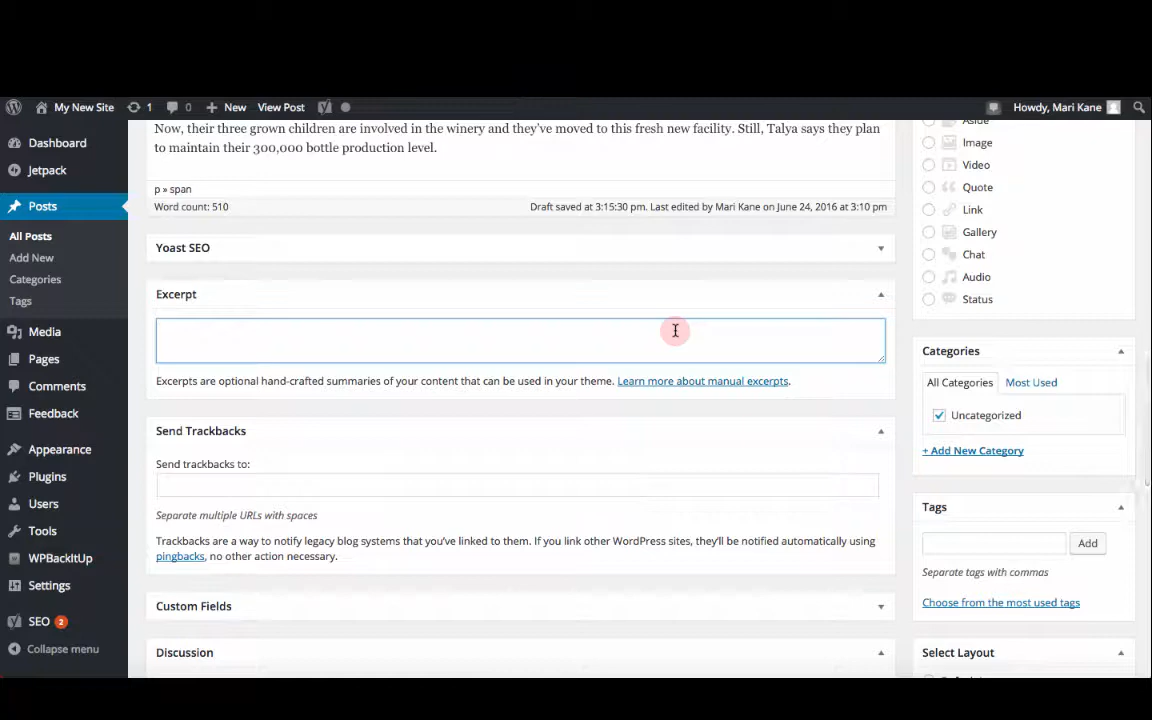 My New Site 1 0 New View Post Howdy, Mari Kane
Dashboard
Jetpack
Posts
All Posts
Add New
Categories
Tags
Media
Pages
Comments
Feedback
Appearance
Plugins
Users
Tools
WPBackItUp
Settings
SEO 2
Collapse menu
Now, their three grown children are involved in the winery and they've moved to this fresh new facility. Still, Talya says they plan
to maintain their 300,000 bottle production level.
p » span
Word count: 510
Draft saved at 3:15:30 pm. Last edited by Mari Kane on June 24, 2016 at 3:10 pm
Yoast SEO
Excerpt
Excerpts are optional hand-crafted summaries of your content that can be used in your theme. Learn more about manual excerpts.
Send Trackbacks
Send trackbacks to:
Separate multiple URLs with spaces
Trackbacks are a way to notify legacy blog systems that you've linked to them. If you link other WordPress sites, they'll be notified automatically using
pingbacks, no other action necessary.
Custom Fields
Discussion
Aside
Image
Video
Quote
Link
Gallery
Chat
Audio
Status
Categories
All Categories Most Used
Uncategorized
+ Add New Category
Tags
Add
Separate tags with commas
Choose from the most used tags
Select Layout